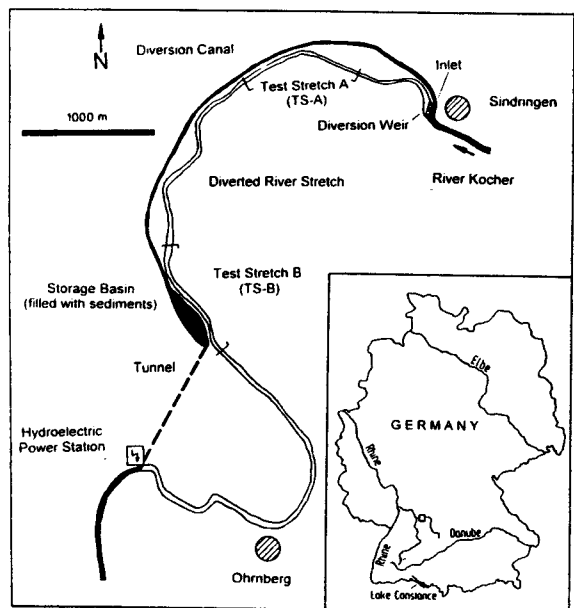 N
Diversion Canal
Inlet
Test Stretch A
(TS-A)
Sindringen
1000 m
Diversion Weir
River Kocher
Diverted River Stretch
Test Stretch B
(TS-B)
Storage Basin
(filled with sediments)
Tunnel
Hydroelectric
Power Station
Ohrnberg
Elbe
GERMANY
Rhine
Danube
Rhine
Lake Constance